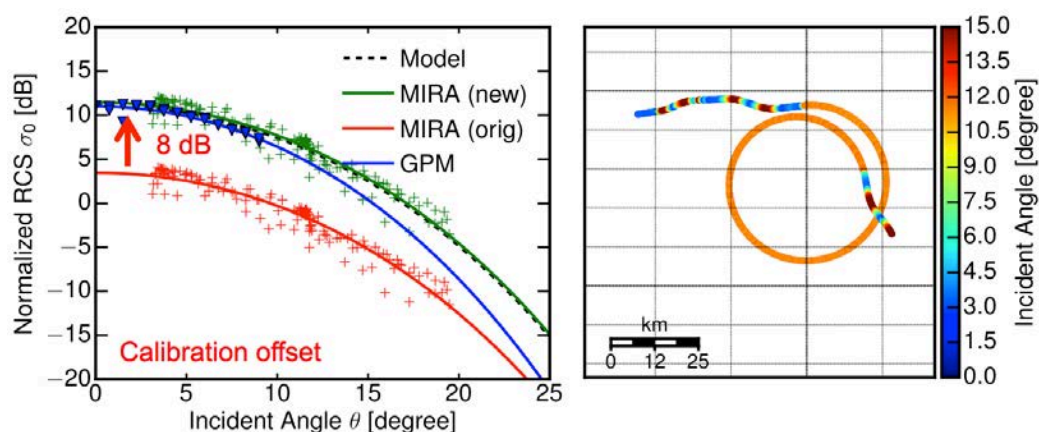 20
15
10
5
0
−5
−10
−15
−20
Normalized RCS σ₀ [dB]
Model
MIRA (new)
MIRA (orig)
GPM
8 dB
Calibration offset
0 5 10 15 20 25
Incident Angle θ [degree]
km
0 12 25
15.0
13.5
12.0
10.5
9.0
7.5
6.0
4.5
3.0
1.5
0.0
Incident Angle [degree]